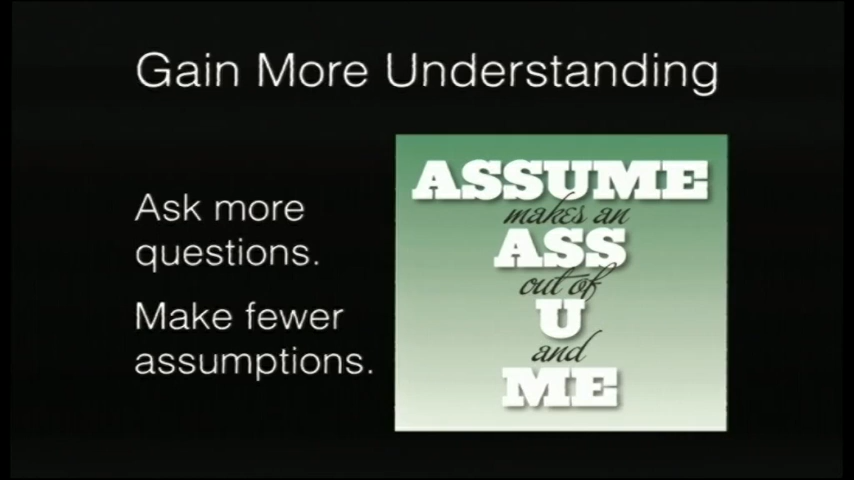 Gain More Understanding
Ask more
questions.
Make fewer
assumptions.
ASSUME
makes an
ASS
out of
U
and
ME